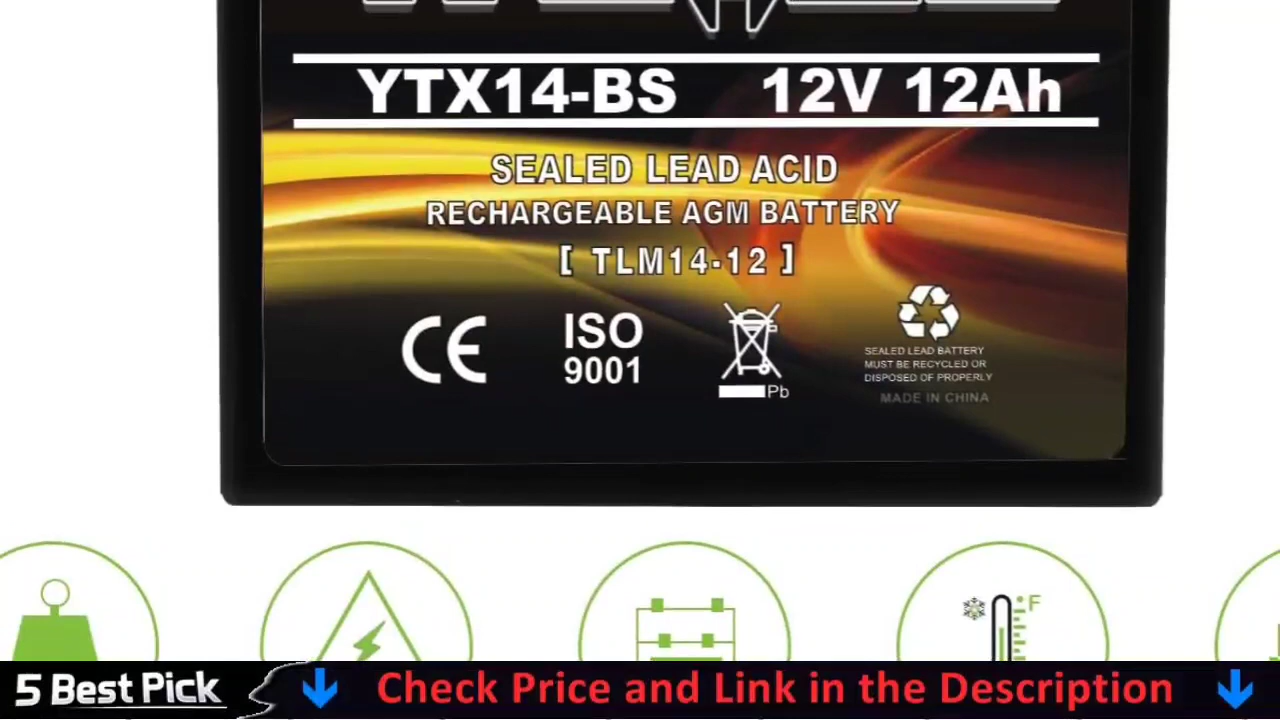 YTX14-BS 12V 12Ah
SEALED LEAD ACID
RECHARGEABLE AGM BATTERY
[ TLM14-12 ]
CE
ISO
9001
Pb
SEALED LEAD BATTERY
MUST BE RECYCLED OR
DISPOSED OF PROPERLY
MADE IN CHINA
°F
5 Best Pick
Check Price and Link in the Description